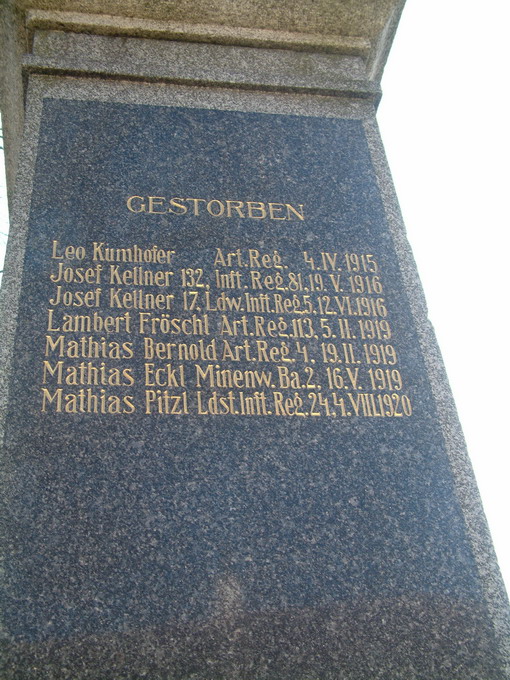 GESTORBEN
Leo Kumhofer Art.Reg. 4.IV.1915
Josef Kellner 132, Inft.Reg.81.19.V.1916
Josef Kellner 17, Ldw.Inft.Reg.5.12.VI.1916
Lambert Fröschl Art.Reg.113.5.II.1919
Mathias Bernold Art.Reg.4.19.II.1919
Mathias Eckl Minenw.Ba.2, 16.V.1919
Mathias Pitzl Ldst.Inft.Reg.24.4.VIII.1920